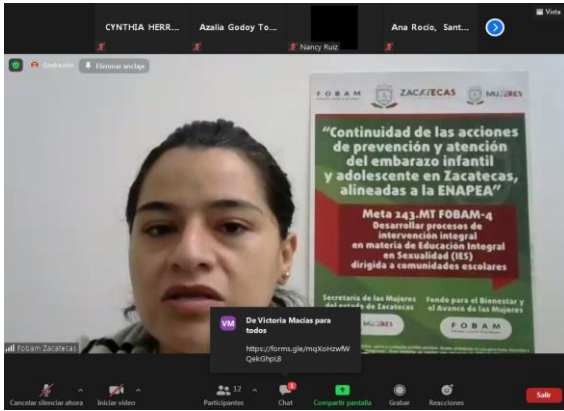 Vista
CYNTHIA HERR...
Azalia Godoy To...
Nancy Ruiz
Ana Rocio, Sant...
Grabación
Eliminar anclaje
FOBAM
ZACATECAS
MUJERES
“Continuidad de las acciones
de prevención y atención
del embarazo infantil
y adolescente en Zacatecas,
alineadas a la ENAPEA”
Meta 243.MT FOBAM-4
Desarrollar procesos de
intervención integral
en materia de Educación Integral
en Sexualidad (IES)
dirigida a comunidades escolares
Secretaría de las Mujeres
del estado de Zacatecas
Fondo para el Bienestar y
el Avance de las Mujeres
MUJERES
FOBAM
VM
De Victoria Macías para
todos
https://forms.gle/mqXoHzwfW
QekGhpL8
Fobam Zacatecas
Cancelar silenciar ahora
Iniciar video
12
Participantes
1
Chat
Compartir pantalla
Grabar
Reacciones
Salir